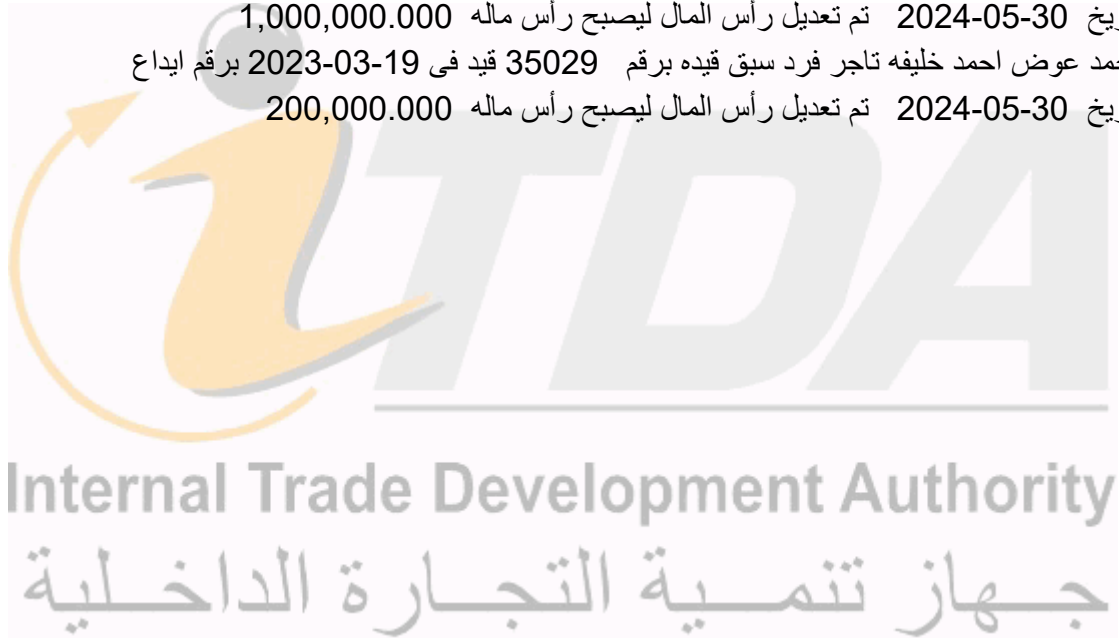 30-05-2024 تم تعديل رأس المال ليصبح رأس ماله 1,000,000.000
عوض احمد خليفه تاجر فرد سبق قيده برقم 35029 قيد فى 19-03-2023 برقم ايداع
30-05-2024 تم تعديل رأس المال ليصبح رأس ماله 200,000.000
iTDA
Internal Trade Development Authority
جهاز تنمية التجارة الداخلية